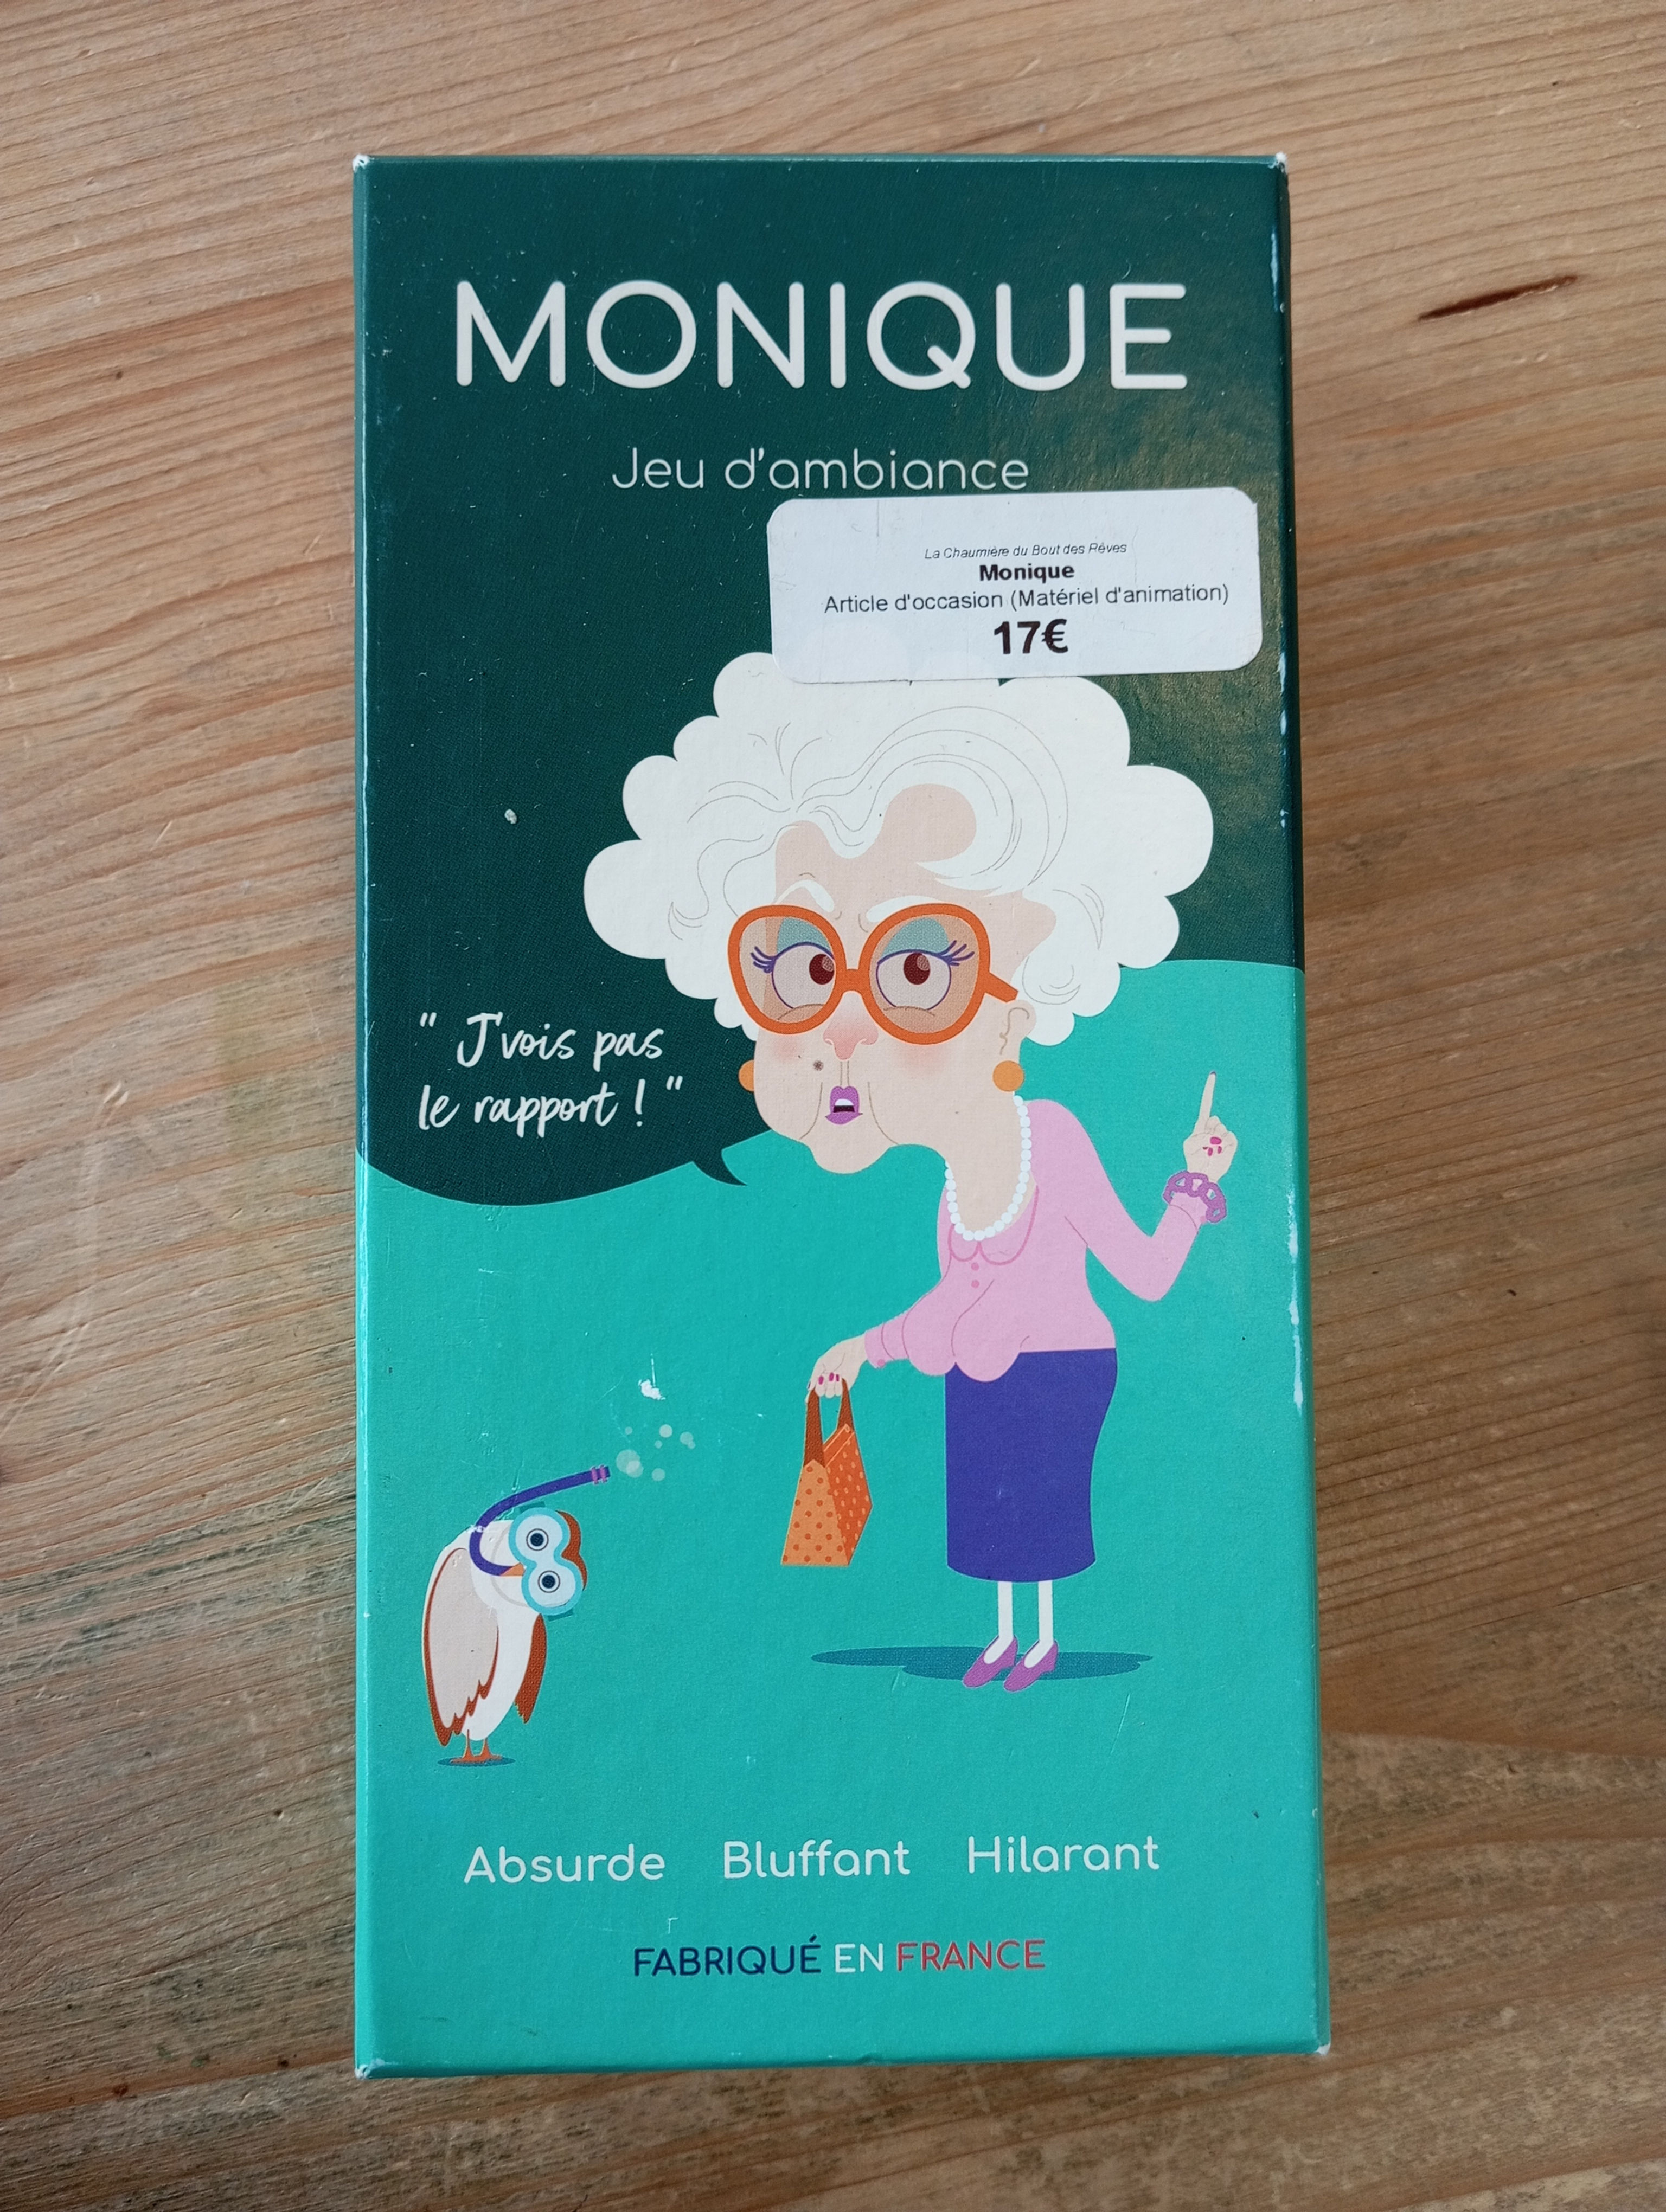 MONIQUE
Jeu d'ambiance
La Chaumière du Bout des Rêves
Monique
Article d'occasion (Matériel d'animation)
17€
" J'vois pas
le rapport ! "
Absurde Bluffant Hilarant
FABRIQUÉ EN FRANCE